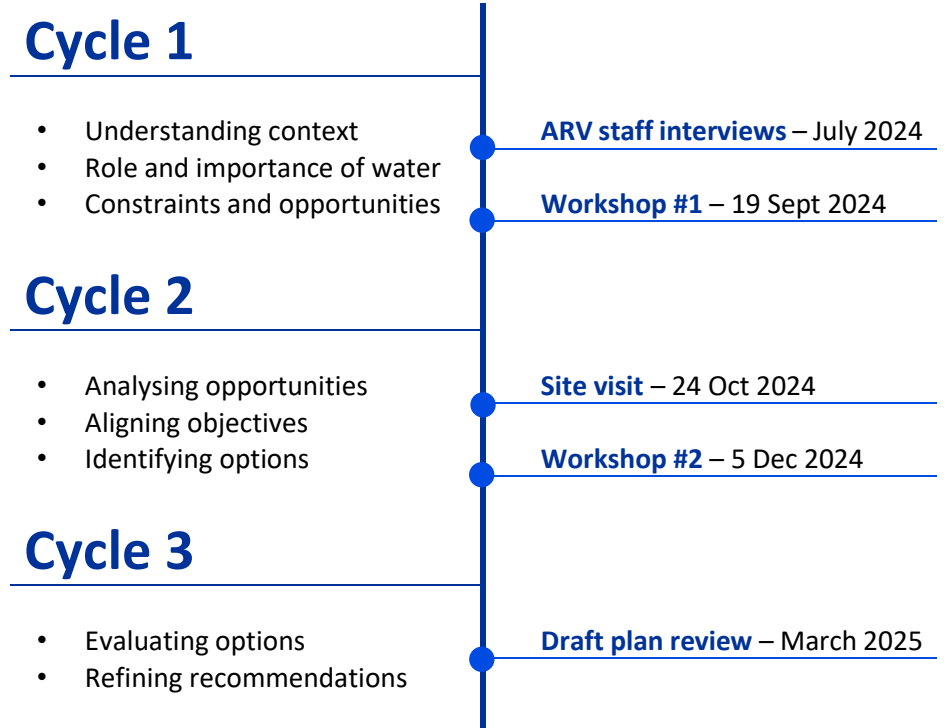 Cycle 1
• Understanding context
• Role and importance of water
• Constraints and opportunities
ARV staff interviews – July 2024
Workshop #1 – 19 Sept 2024
Cycle 2
• Analysing opportunities
• Aligning objectives
• Identifying options
Site visit – 24 Oct 2024
Workshop #2 – 5 Dec 2024
Cycle 3
• Evaluating options
• Refining recommendations
Draft plan review – March 2025